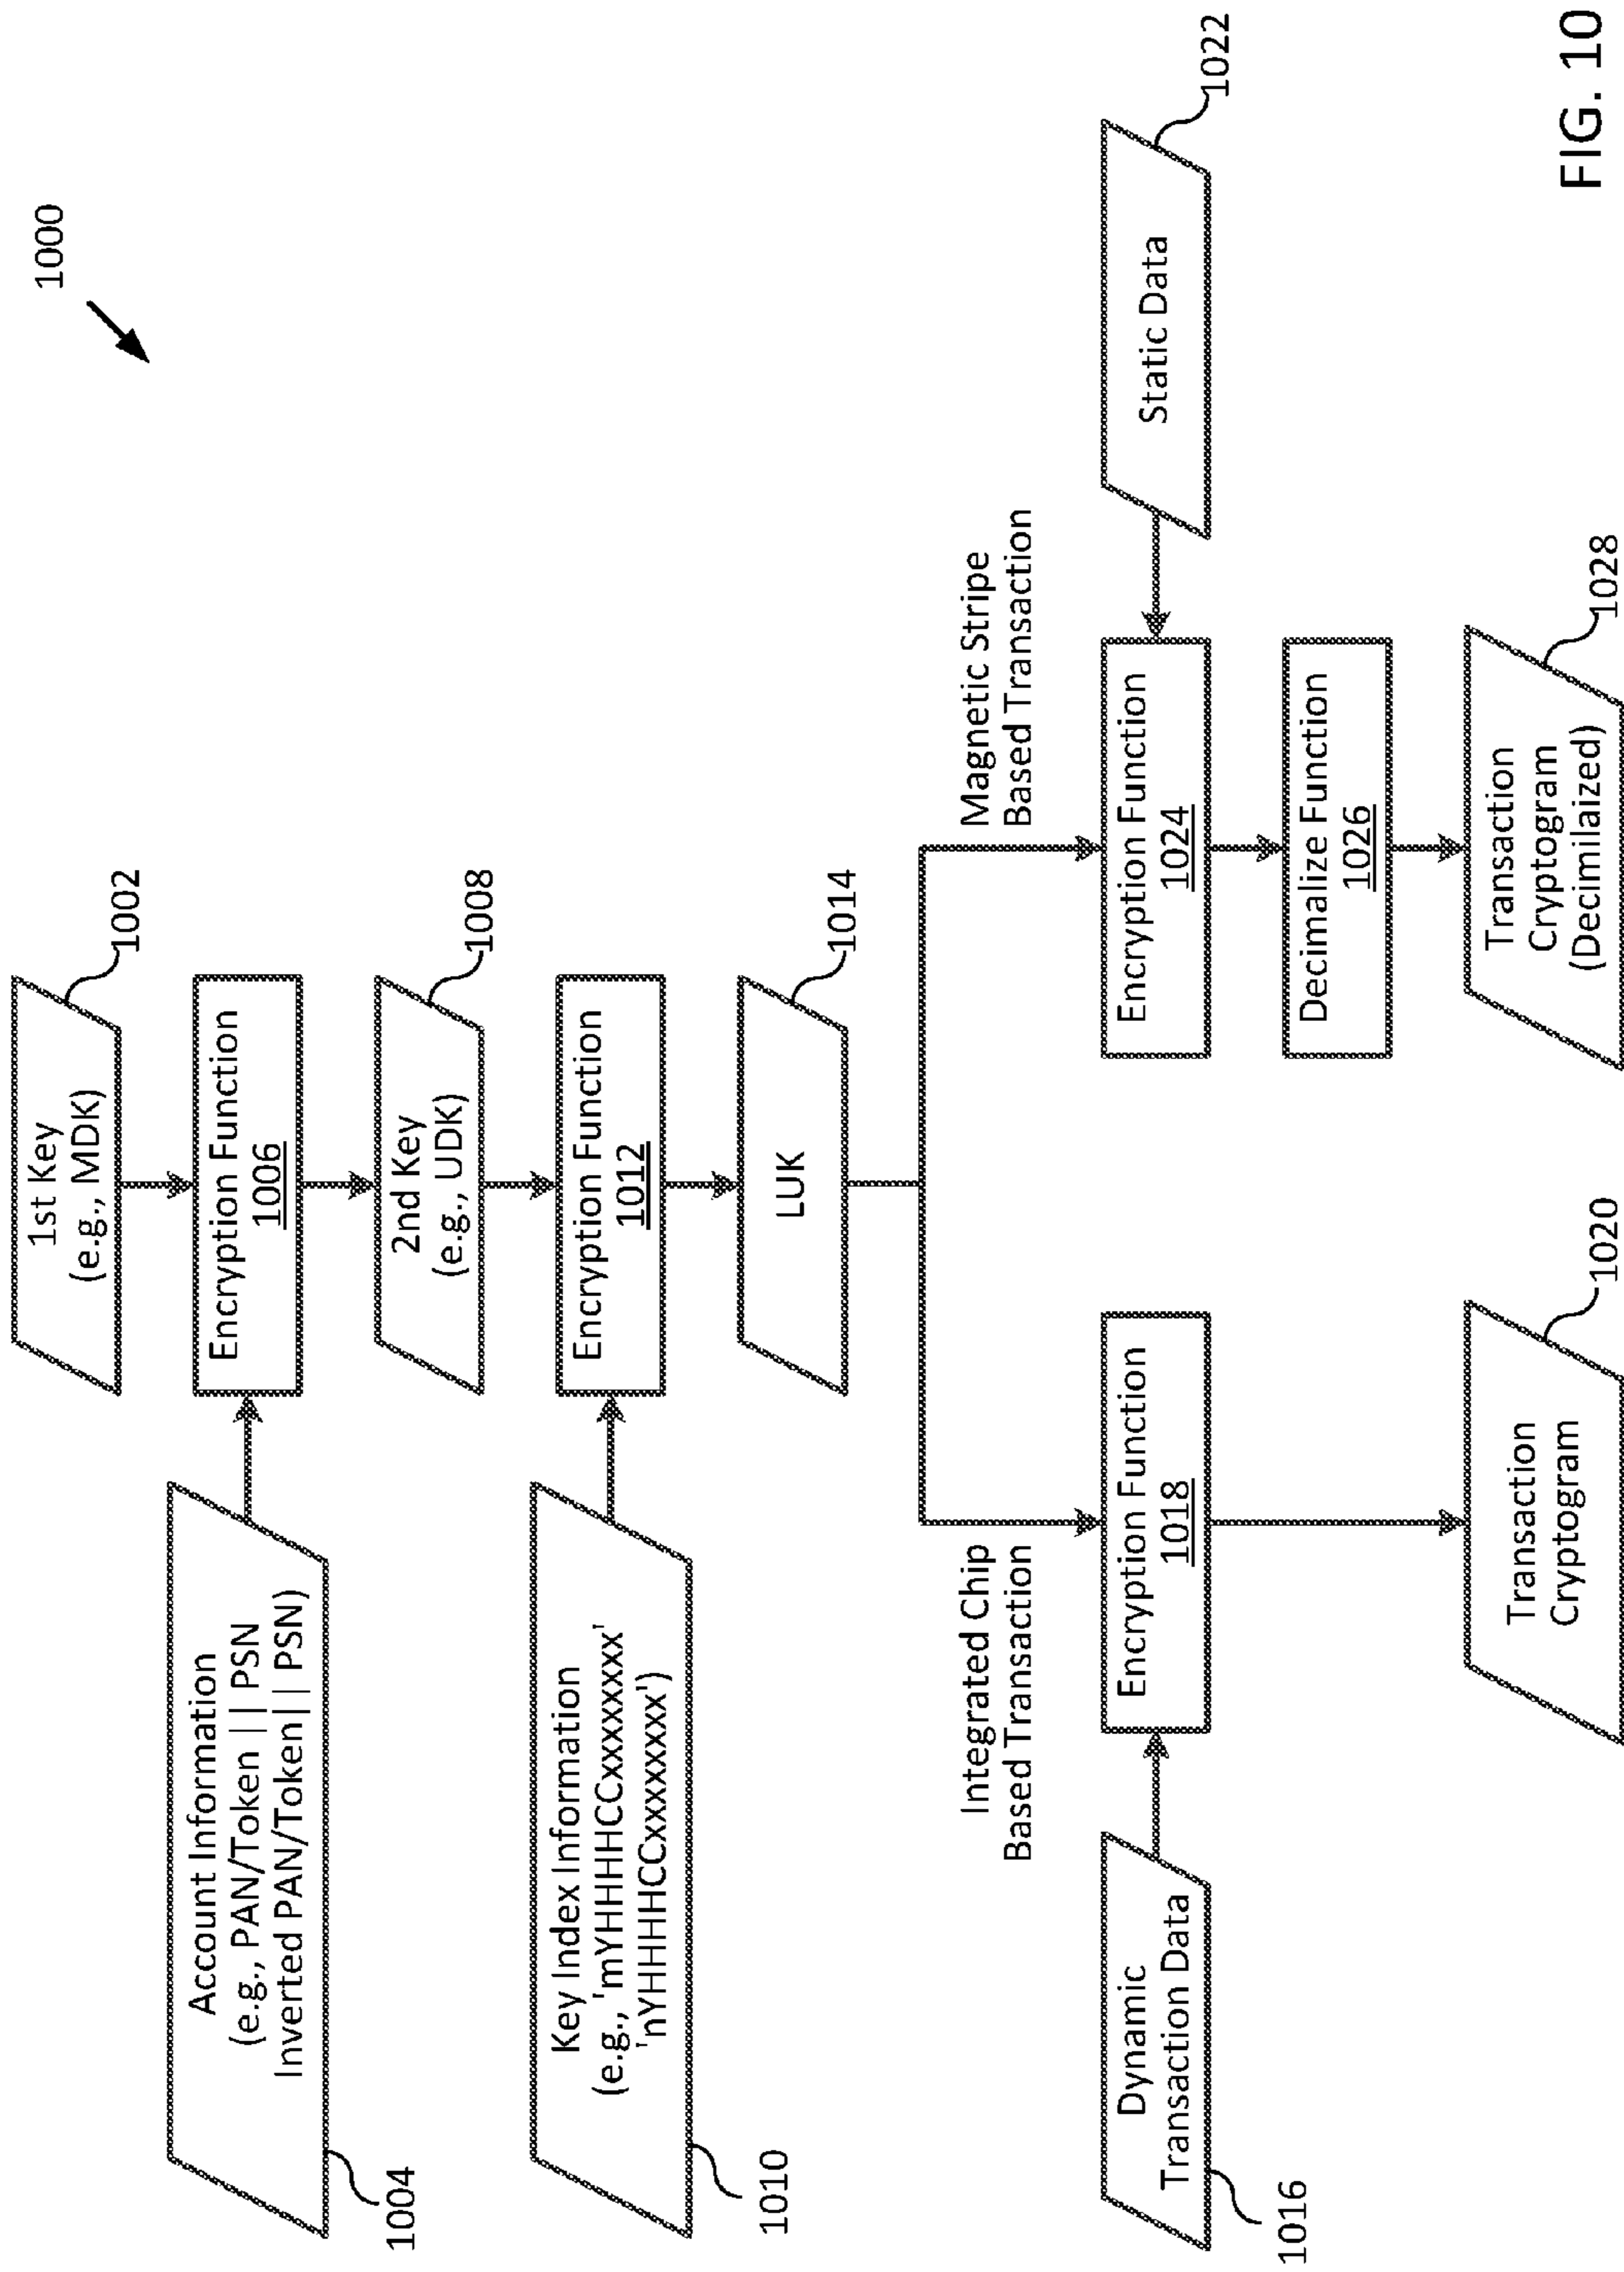 1000
1st Key
(e.g., MDK)
1002
Account Information
(e.g., PAN/Token || PSN
Inverted PAN/Token|| PSN)
1004
Encryption Function
1006
2nd Key
(e.g., UDK)
1008
Key Index Information
(e.g., 'mYHHHHCCxxxxxxx'
'nYHHHHCCxxxxxxx')
1010
Encryption Function
1012
LUK
1014
Integrated Chip
Based Transaction
Magnetic Stripe
Based Transaction
Dynamic
Transaction Data
1016
Encryption Function
1018
Encryption Function
1024
Static Data
1022
Decimalize Function
1026
Transaction
Cryptogram
1020
Transaction
Cryptogram
(Decimilaized)
1028
FIG. 10